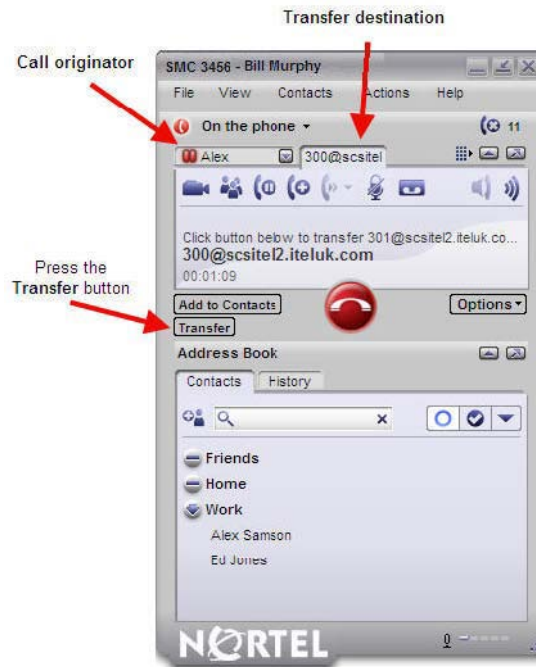 Transfer destination
Call originator
SMC 3456 - Bill Murphy
File View Contacts Actions Help
On the phone
11
Alex 300@scsitel
Click button below to transfer 301@scsitel2.iteluk.co...
300@scsitel2.iteluk.com
00:01:09
Press the
Transfer button
Add to Contacts Options
Transfer
Address Book
Contacts History
Friends
Home
Work
Alex Samson
Ed Jones
NORTEL